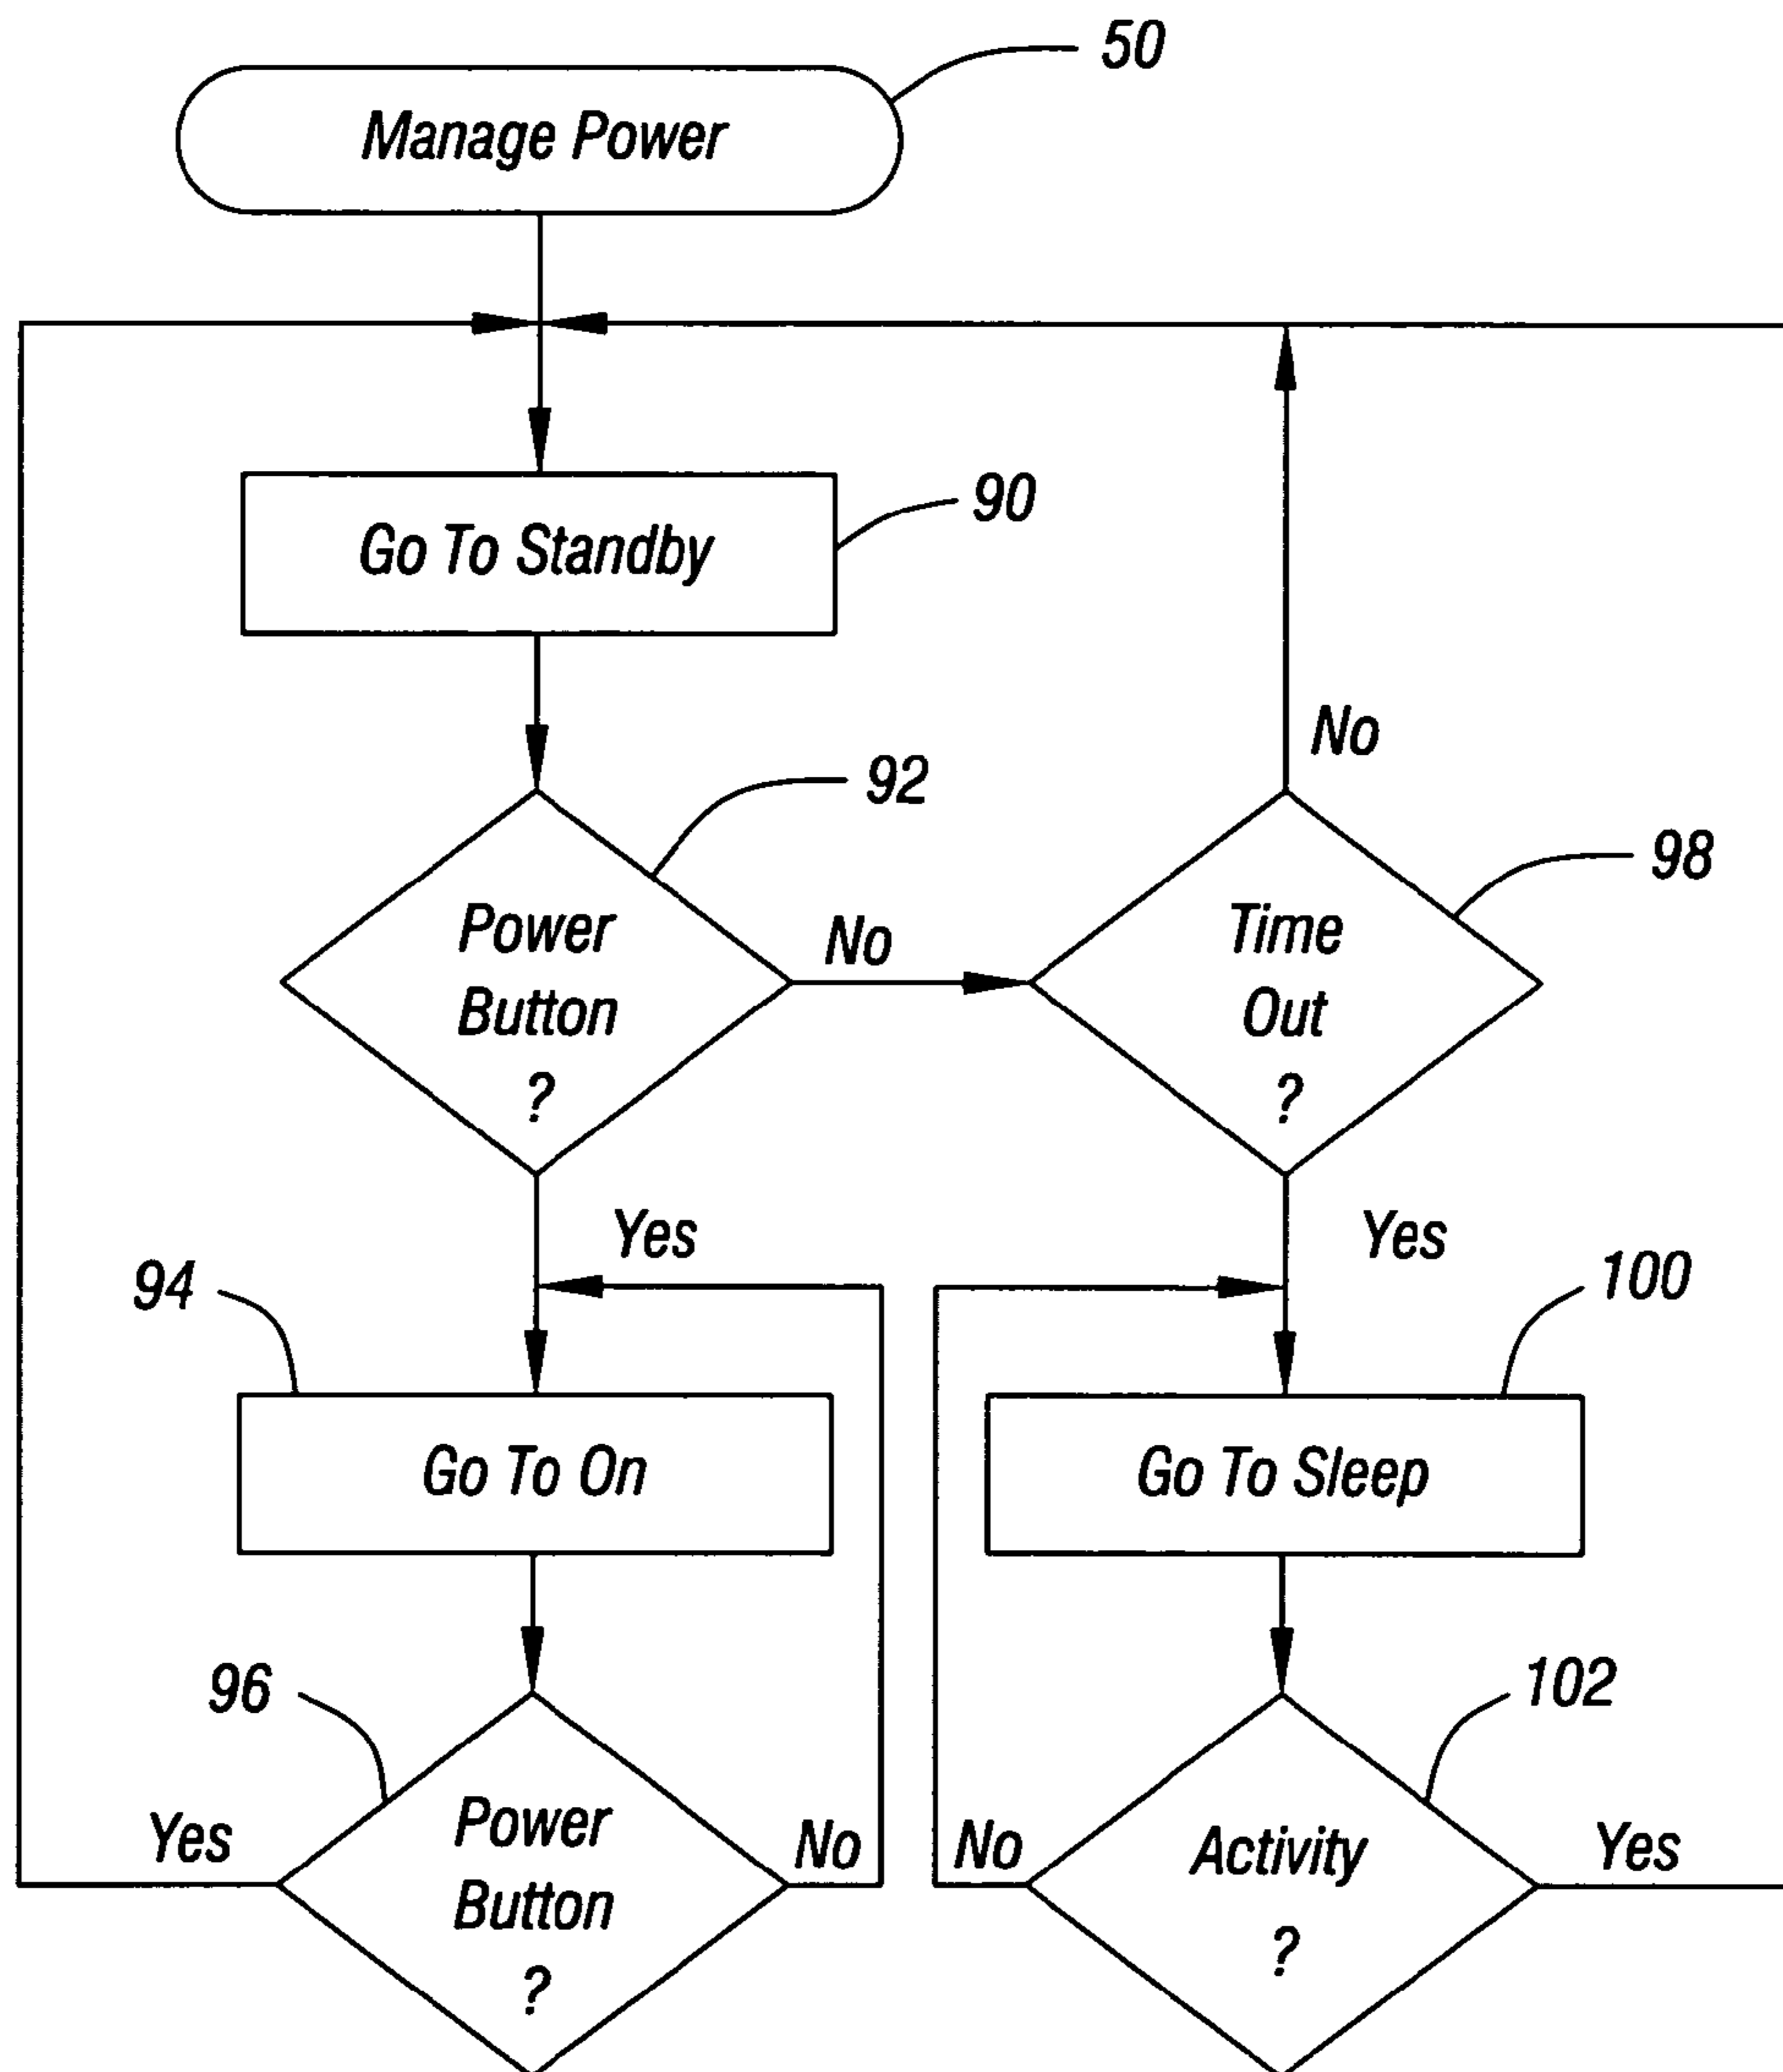 50
Manage Power
90
Go To Standby
No
92
98
Power
Button
?
No
Time
Out
?
Yes
Yes
94
100
Go To On
Go To Sleep
96
102
Yes
Power
Button
?
No
No
Activity
?
Yes